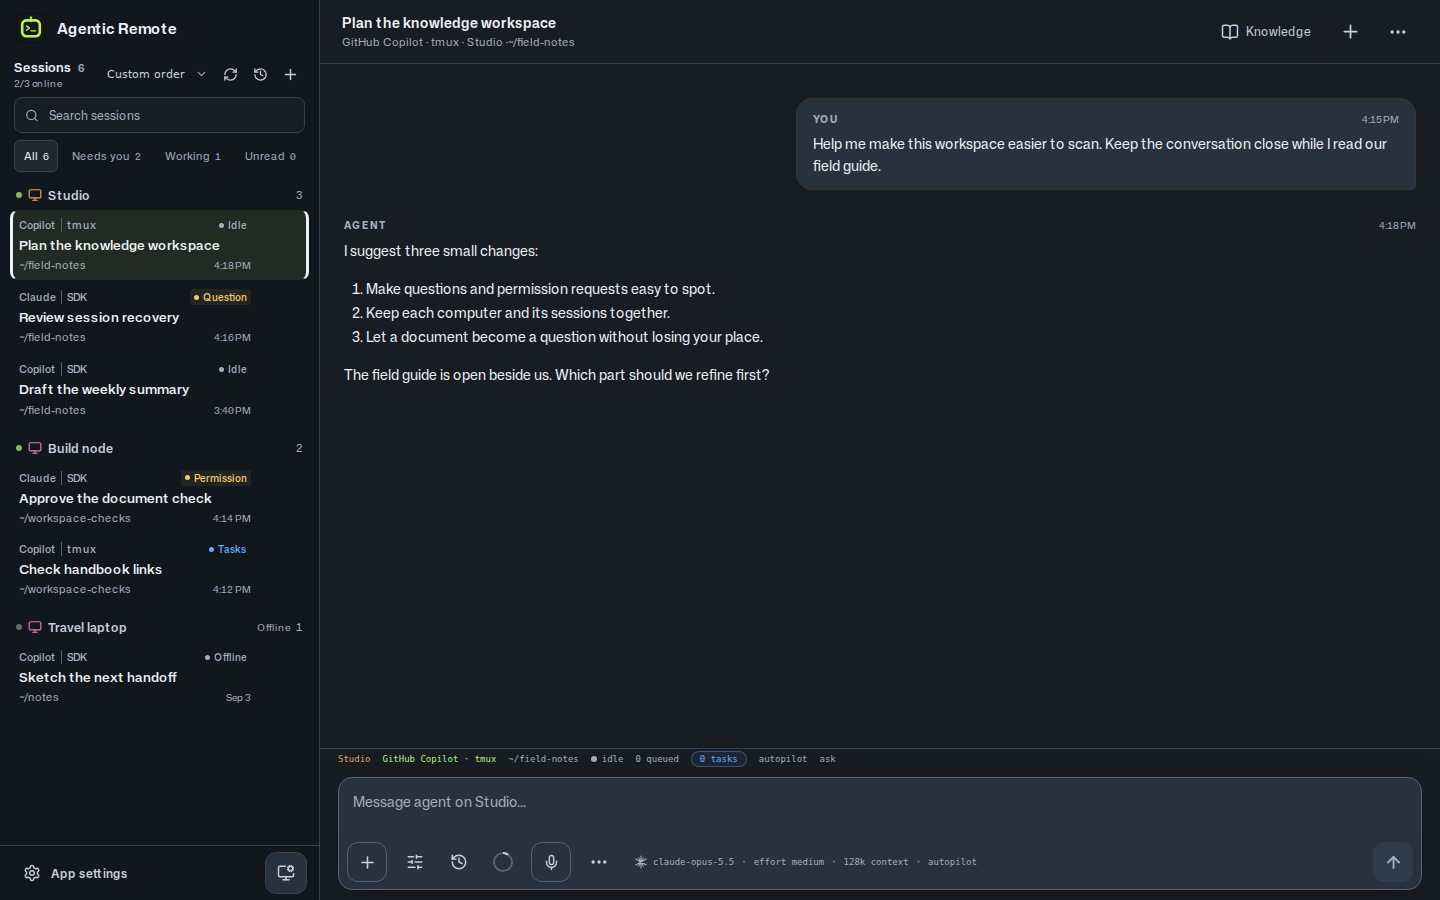 Agentic Remote
Sessions 6
2/3 online
Custom order
Search sessions
All 6
Needs you 2
Working 1
Unread 0
Studio 3
Copilot | tmux Idle
Plan the knowledge workspace
~/field-notes 4:18 PM
Claude | SDK Question
Review session recovery
~/field-notes 4:16 PM
Copilot | SDK Idle
Draft the weekly summary
~/field-notes 3:40 PM
Build node 2
Claude | SDK Permission
Approve the document check
~/workspace-checks 4:14 PM
Copilot | tmux Tasks
Check handbook links
~/workspace-checks 4:12 PM
Travel laptop Offline 1
Copilot | SDK Offline
Sketch the next handoff
~/notes Sep 3
App settings
Plan the knowledge workspace
GitHub Copilot · tmux · Studio · ~/field-notes
Knowledge
YOU 4:15 PM
Help me make this workspace easier to scan. Keep the conversation close while I read our
field guide.
AGENT 4:18 PM
I suggest three small changes:
1. Make questions and permission requests easy to spot.
2. Keep each computer and its sessions together.
3. Let a document become a question without losing your place.
The field guide is open beside us. Which part should we refine first?
Studio GitHub Copilot · tmux ~/field-notes idle 0 queued 0 tasks autopilot ask
Message agent on Studio...
claude-opus-5.5 · effort medium · 128k context · autopilot